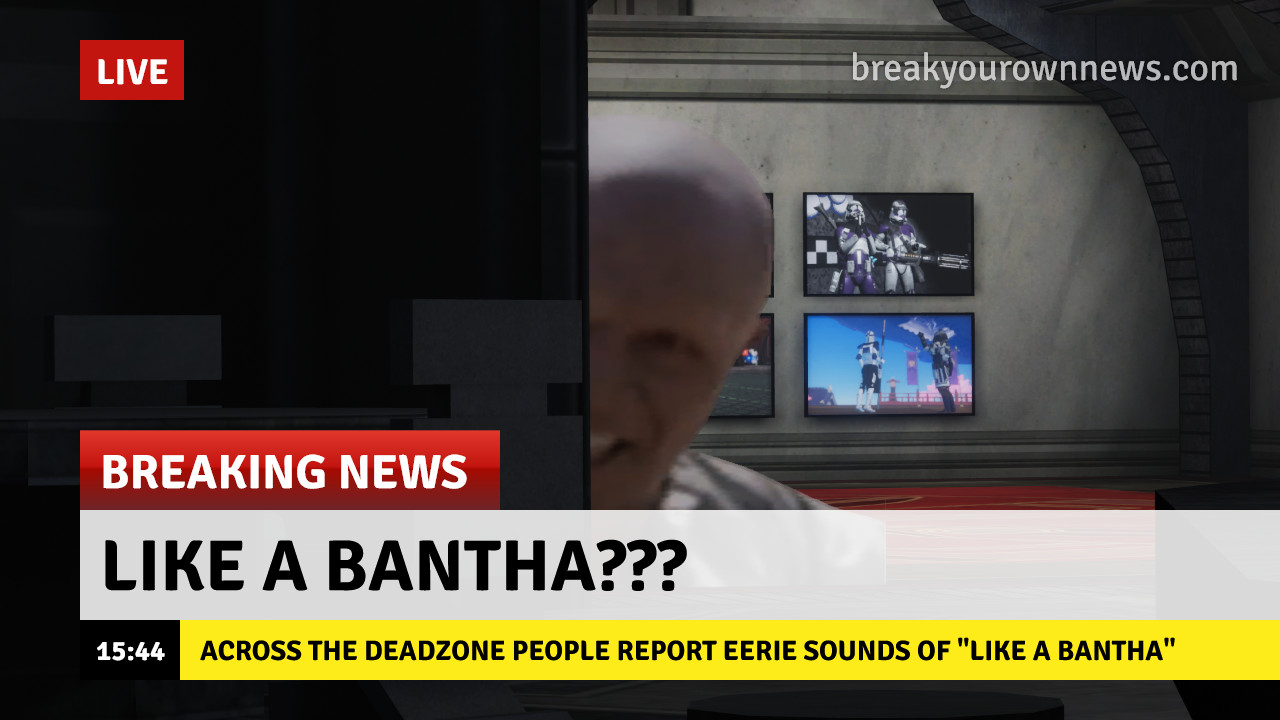 LIVE
breakyourownnews.com
BREAKING NEWS
LIKE A BANTHA???
15:44
ACROSS THE DEADZONE PEOPLE REPORT EERIE SOUNDS OF "LIKE A BANTHA"